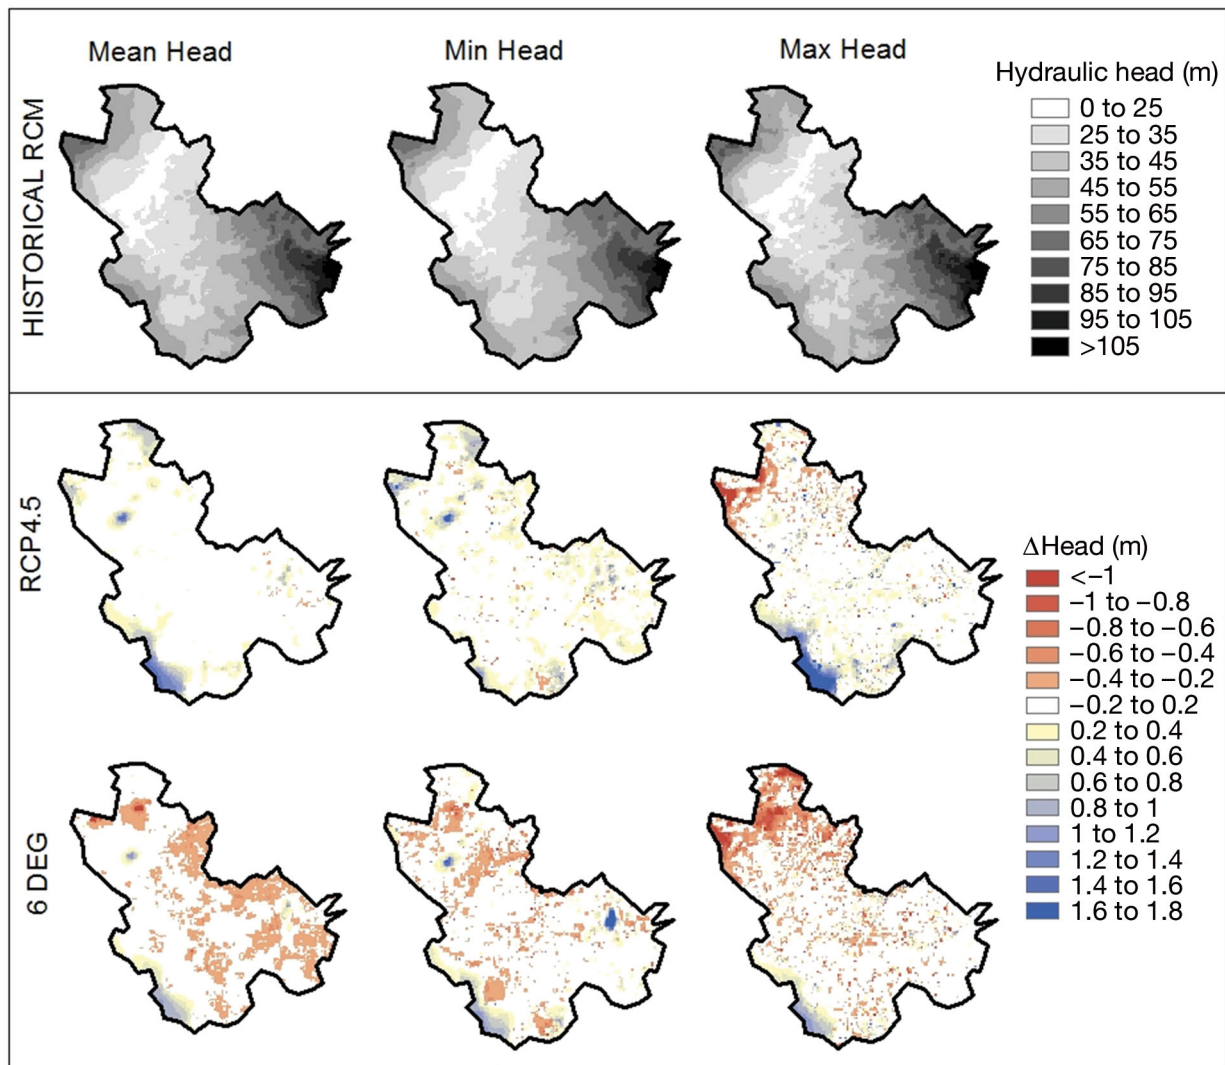 Mean Head
Min Head
Max Head
HISTORICAL RCM
Hydraulic head (m)
0 to 25
25 to 35
35 to 45
45 to 55
55 to 65
65 to 75
75 to 85
85 to 95
95 to 105
>105
RCP4.5
6 DEG
ΔHead (m)
<−1
−1 to −0.8
−0.8 to −0.6
−0.6 to −0.4
−0.4 to −0.2
−0.2 to 0.2
0.2 to 0.4
0.4 to 0.6
0.6 to 0.8
0.8 to 1
1 to 1.2
1.2 to 1.4
1.4 to 1.6
1.6 to 1.8